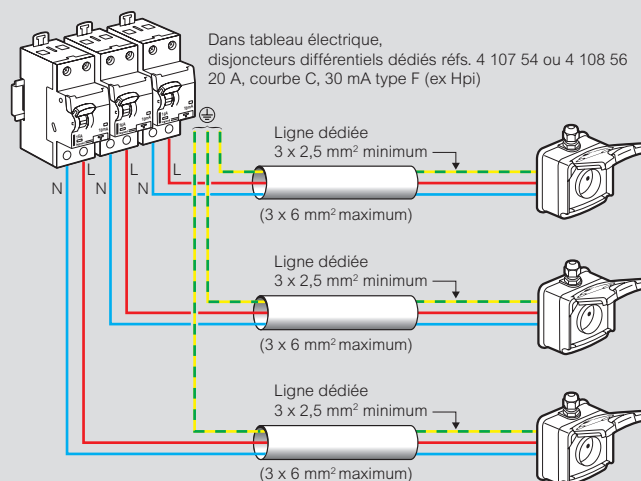 Dans tableau électrique,
disjoncteurs différentiels dédiés réfs. 4 107 54 ou 4 108 56
20 A, courbe C, 30 mA type F (ex Hpi)
Ligne dédiée
3 x 2,5 mm² minimum
L
L
L
N
N
N
(3 x 6 mm² maximum)
Ligne dédiée
3 x 2,5 mm² minimum
(3 x 6 mm² maximum)
Ligne dédiée
3 x 2,5 mm² minimum
(3 x 6 mm² maximum)